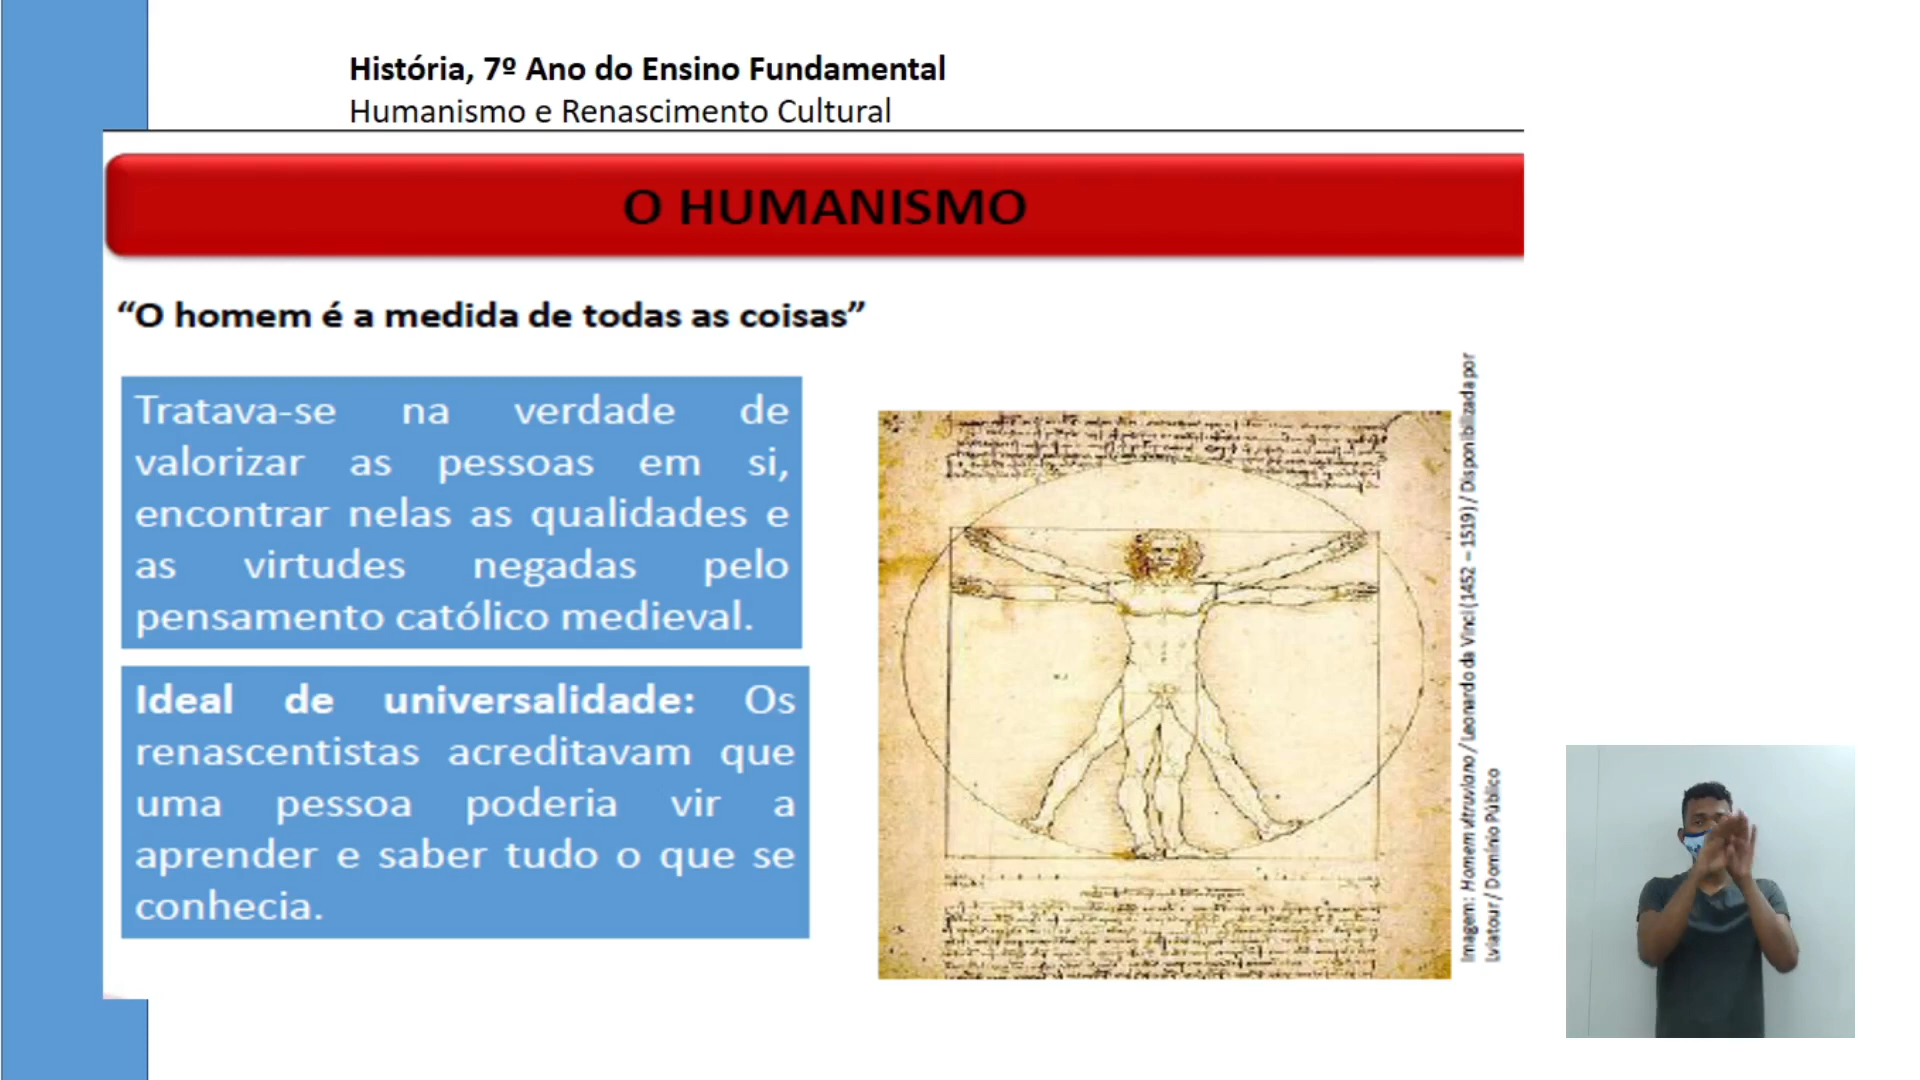 História, 7º Ano do Ensino Fundamental
Humanismo e Renascimento Cultural
O HUMANISMO
“O homem é a medida de todas as coisas”
Tratava-se na verdade de
valorizar as pessoas em si,
encontrar nelas as qualidades e
as virtudes negadas pelo
pensamento católico medieval.
Ideal de universalidade: Os
renascentistas acreditavam que
uma pessoa poderia vir a
aprender e saber tudo o que se
conhecia.
Imagem: Homem vitruviano / Leonardo da Vinci (1452 – 1519) / Disponibilizada por
Lviatour / Domínio Público